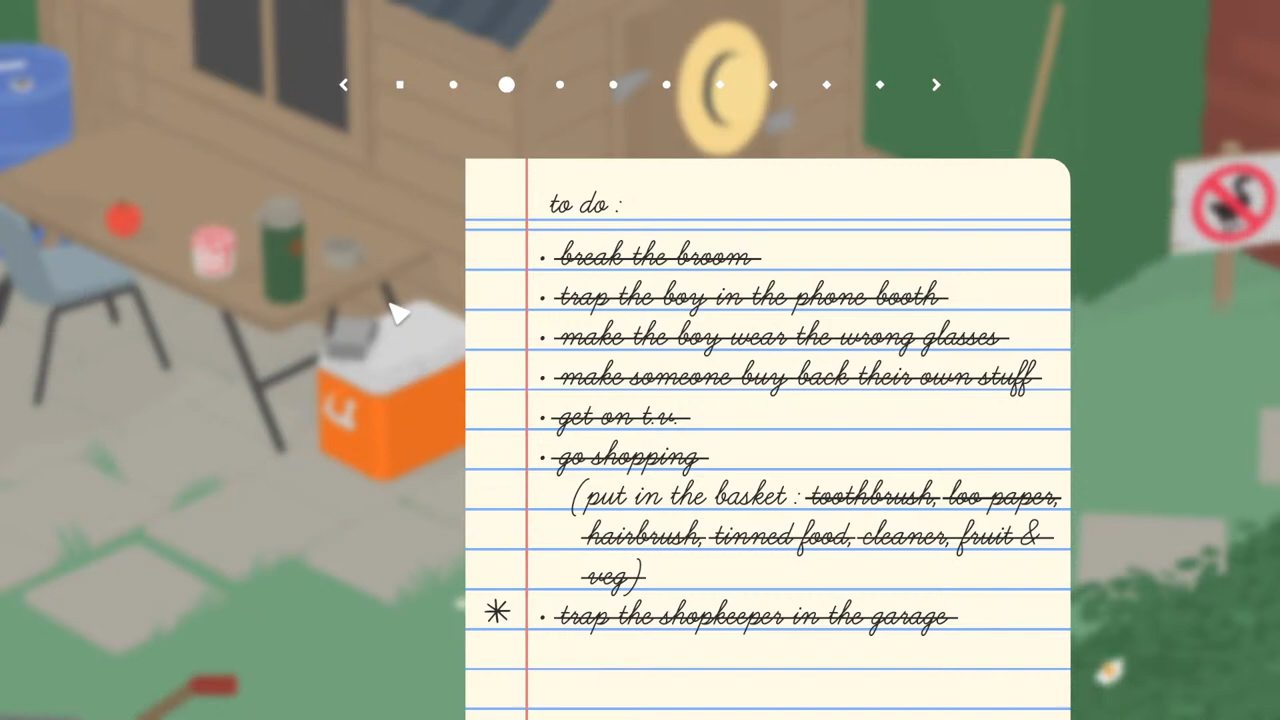 to do :
• break the broom
• trap the boy in the phone booth
• make the boy wear the wrong glasses
• make someone buy back their own stuff
• get on t.v.
• go shopping
(put in the basket : toothbrush, loo paper,
hairbrush, tinned food, cleaner, fruit &
veg)
• trap the shopkeeper in the garage